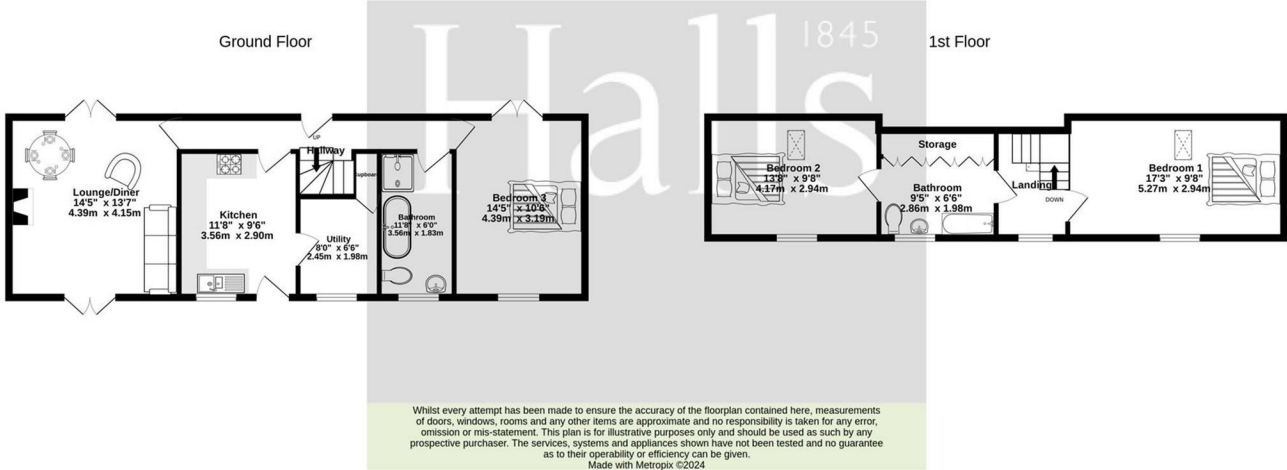 Ground Floor
1st Floor
Halls
1845
Lounge/Diner
14'5" x 13'7"
4.39m x 4.15m
Kitchen
11'8" x 9'6"
3.56m x 2.90m
UP
Hallway
Cupboard
Utility
8'0" x 6'6"
2.45m x 1.98m
Bathroom
11'8" x 6'0"
3.56m x 1.83m
Bedroom 3
14'5" x 10'6"
4.39m x 3.19m
Bedroom 2
13'8" x 9'8"
4.17m x 2.94m
Storage
Bathroom
9'5" x 6'6"
2.86m x 1.98m
Landing
DOWN
Bedroom 1
17'3" x 9'8"
5.27m x 2.94m
Whilst every attempt has been made to ensure the accuracy of the floorplan contained here, measurements
of doors, windows, rooms and any other items are approximate and no responsibility is taken for any error,
omission or mis-statement. This plan is for illustrative purposes only and should be used as such by any
prospective purchaser. The services, systems and appliances shown have not been tested and no guarantee
as to their operability or efficiency can be given.
Made with Metropix ©2024